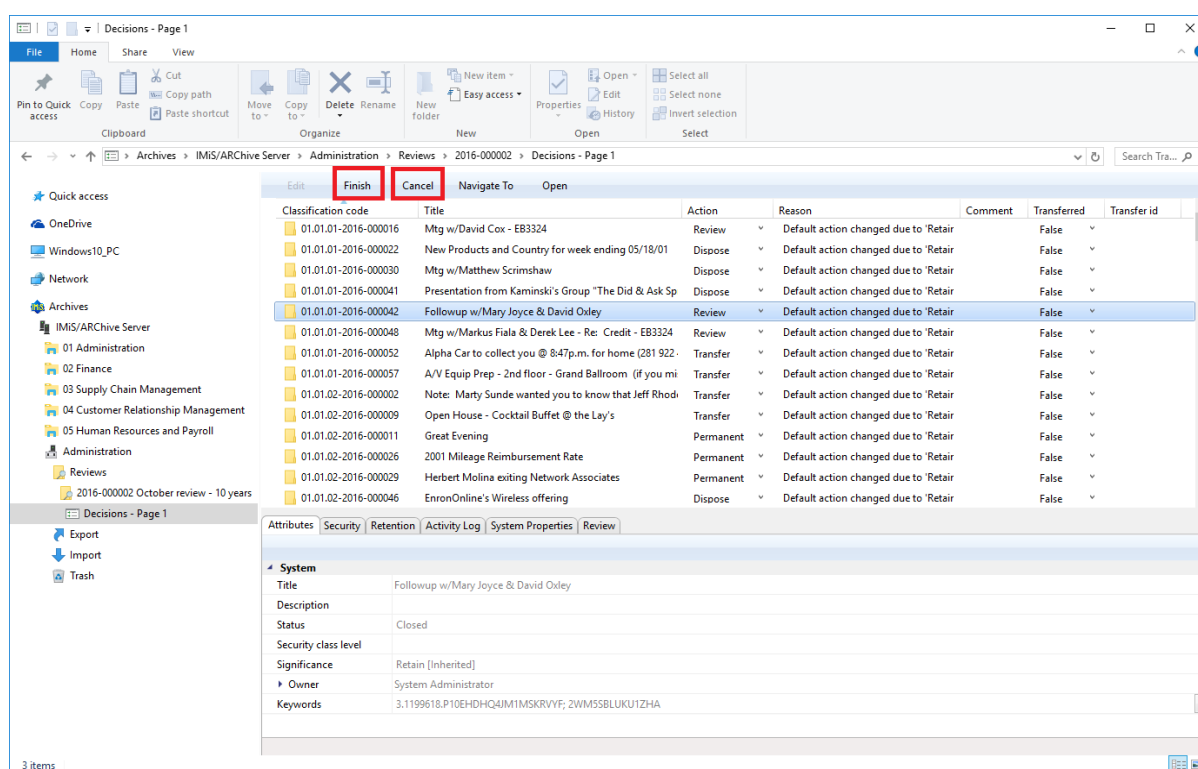 Decisions - Page 1
File Home Share View
Pin to Quick access Copy Paste Cut Copy path Paste shortcut Move to Copy to Delete Rename New folder New item Easy access Properties Open Edit History Select all Select none Invert selection
Clipboard Organize New Open Select
Archives > IMiS/ARChive Server > Administration > Reviews > 2016-000002 > Decisions - Page 1 Search Tra...
Quick access
OneDrive
Windows10_PC
Network
Archives
IMiS/ARChive Server
01 Administration
02 Finance
03 Supply Chain Management
04 Customer Relationship Management
05 Human Resources and Payroll
Administration
Reviews
2016-000002 October review - 10 years
Decisions - Page 1
Export
Import
Trash
Edit Finish Cancel Navigate To Open
Classification code Title Action Reason Comment Transferred Transfer id
01.01.01-2016-000016 Mtg w/David Cox - EB3324 Review Default action changed due to 'Retair False
01.01.01-2016-000022 New Products and Country for week ending 05/18/01 Dispose Default action changed due to 'Retair False
01.01.01-2016-000030 Mtg w/Matthew Scrimshaw Dispose Default action changed due to 'Retair False
01.01.01-2016-000041 Presentation from Kaminski's Group "The Did & Ask Sp Dispose Default action changed due to 'Retair False
01.01.01-2016-000042 Followup w/Mary Joyce & David Oxley Review Default action changed due to 'Retair False
01.01.01-2016-000048 Mtg w/Markus Fiala & Derek Lee - Re: Credit - EB3324 Review Default action changed due to 'Retair False
01.01.01-2016-000052 Alpha Car to collect you @ 8:47p.m. for home (281 922 Transfer Default action changed due to 'Retair False
01.01.01-2016-000057 A/V Equip Prep - 2nd floor - Grand Ballroom (if you mi Transfer Default action changed due to 'Retair False
01.01.02-2016-000002 Note: Marty Sunde wanted you to know that Jeff Rhod Transfer Default action changed due to 'Retair False
01.01.02-2016-000009 Open House - Cocktail Buffet @ the Lay's Transfer Default action changed due to 'Retair False
01.01.02-2016-000011 Great Evening Permanent Default action changed due to 'Retair False
01.01.02-2016-000026 2001 Mileage Reimbursement Rate Permanent Default action changed due to 'Retair False
01.01.02-2016-000029 Herbert Molina exiting Network Associates Permanent Default action changed due to 'Retair False
01.01.02-2016-000046 EnronOnline's Wireless offering Dispose Default action changed due to 'Retair False
Attributes Security Retention Activity Log System Properties Review
System
Title Followup w/Mary Joyce & David Oxley
Description
Status Closed
Security class level
Significance Retain [Inherited]
Owner System Administrator
Keywords 3.1199618.P10EHDHQ4JM1MSKRVYF; 2WM5SBLUKU1ZHA
3 items